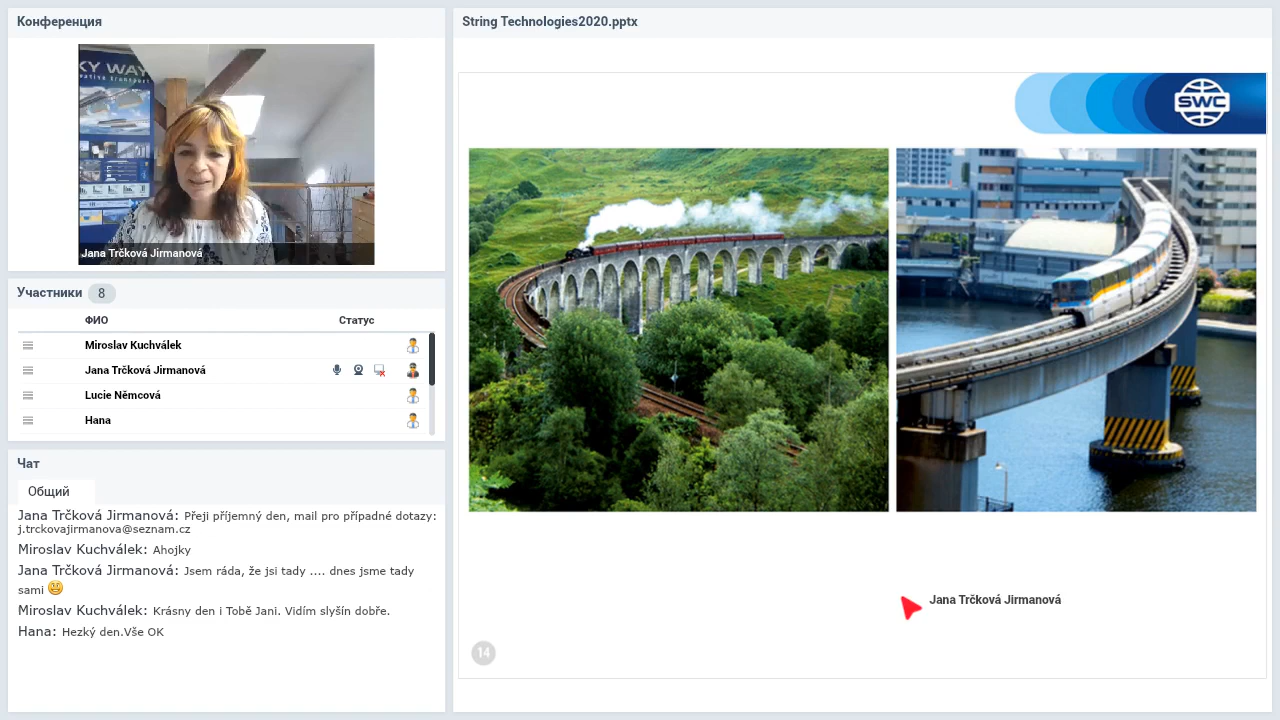 Конференция
KY WAY
Jana Trčková Jirmanová
Участники 8
ФИО Статус
Miroslav Kuchválek
Jana Trčková Jirmanová
Lucie Němcová
Hana
Чат
Общий
Jana Trčková Jirmanová: Přeji příjemný den, mail pro případné dotazy:
j.trckovajirmanova@seznam.cz
Miroslav Kuchválek: Ahojky
Jana Trčková Jirmanová: Jsem ráda, že jsi tady .... dnes jsme tady
sami
Miroslav Kuchválek: Krásny den i Tobě Jani. Vidím slyšín dobře.
Hana: Hezký den.Vše OK
String Technologies2020.pptx
SWC
Jana Trčková Jirmanová
14